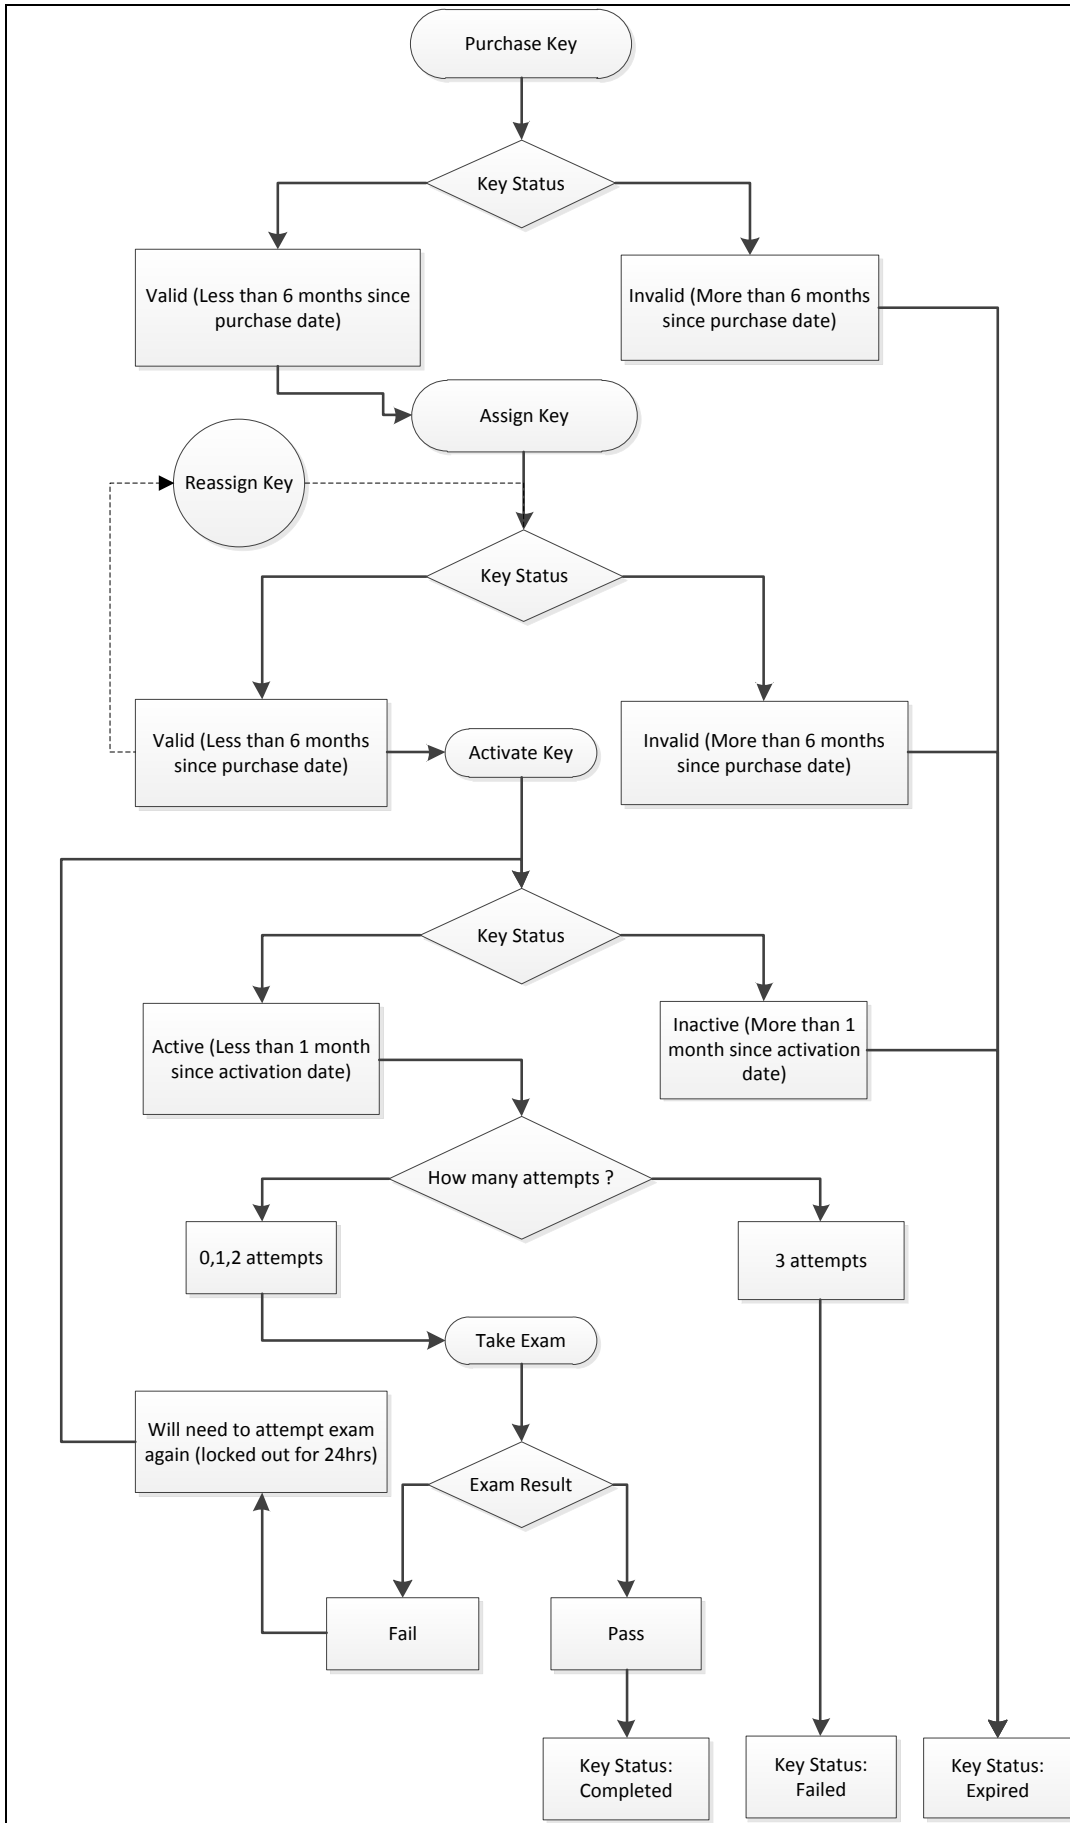 Purchase Key
Key Status
Valid (Less than 6 months since
purchase date)
Invalid (More than 6 months
since purchase date)
Assign Key
Reassign Key
Key Status
Valid (Less than 6 months
since purchase date)
Activate Key
Invalid (More than 6 months
since purchase date)
Key Status
Active (Less than 1 month
since activation date)
Inactive (More than 1
month since activation
date)
How many attempts ?
0,1,2 attempts
3 attempts
Take Exam
Will need to attempt exam
again (locked out for 24hrs)
Exam Result
Fail
Pass
Key Status:
Completed
Key Status:
Failed
Key Status:
Expired